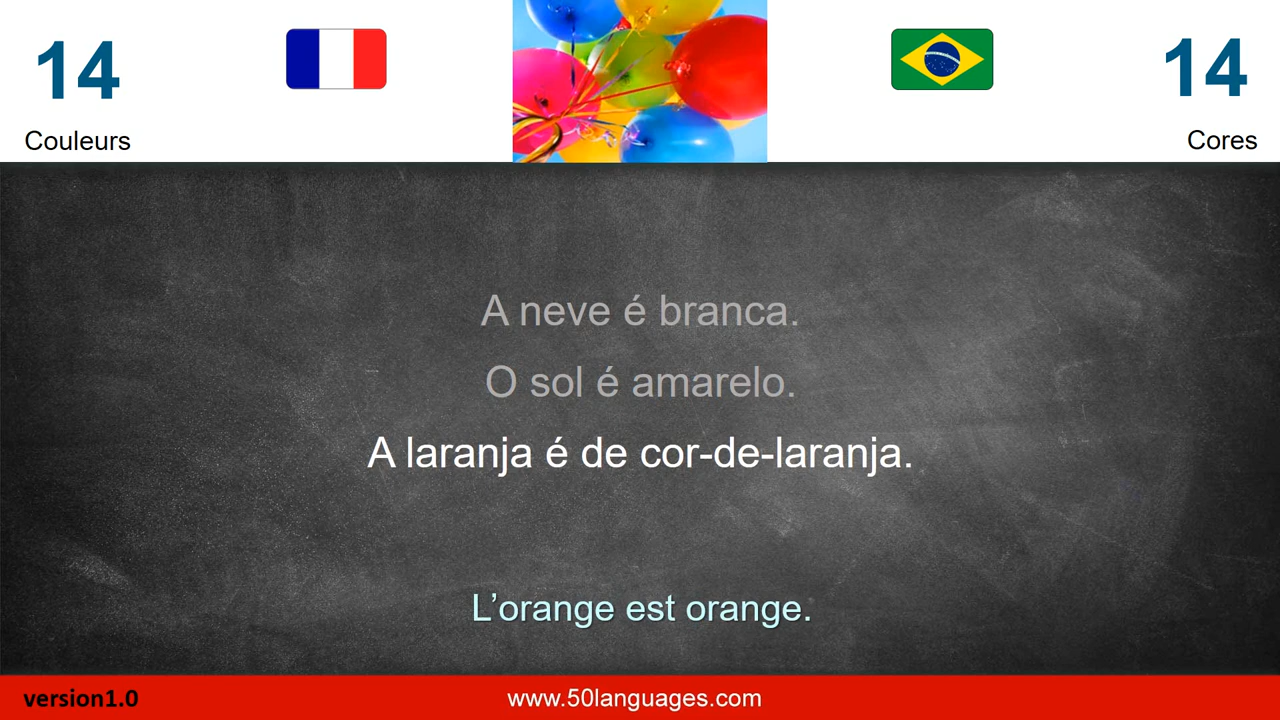 14
14
Couleurs
Cores
A neve é branca.
O sol é amarelo.
A laranja é de cor-de-laranja.
L’orange est orange.
version1.0
www.50languages.com